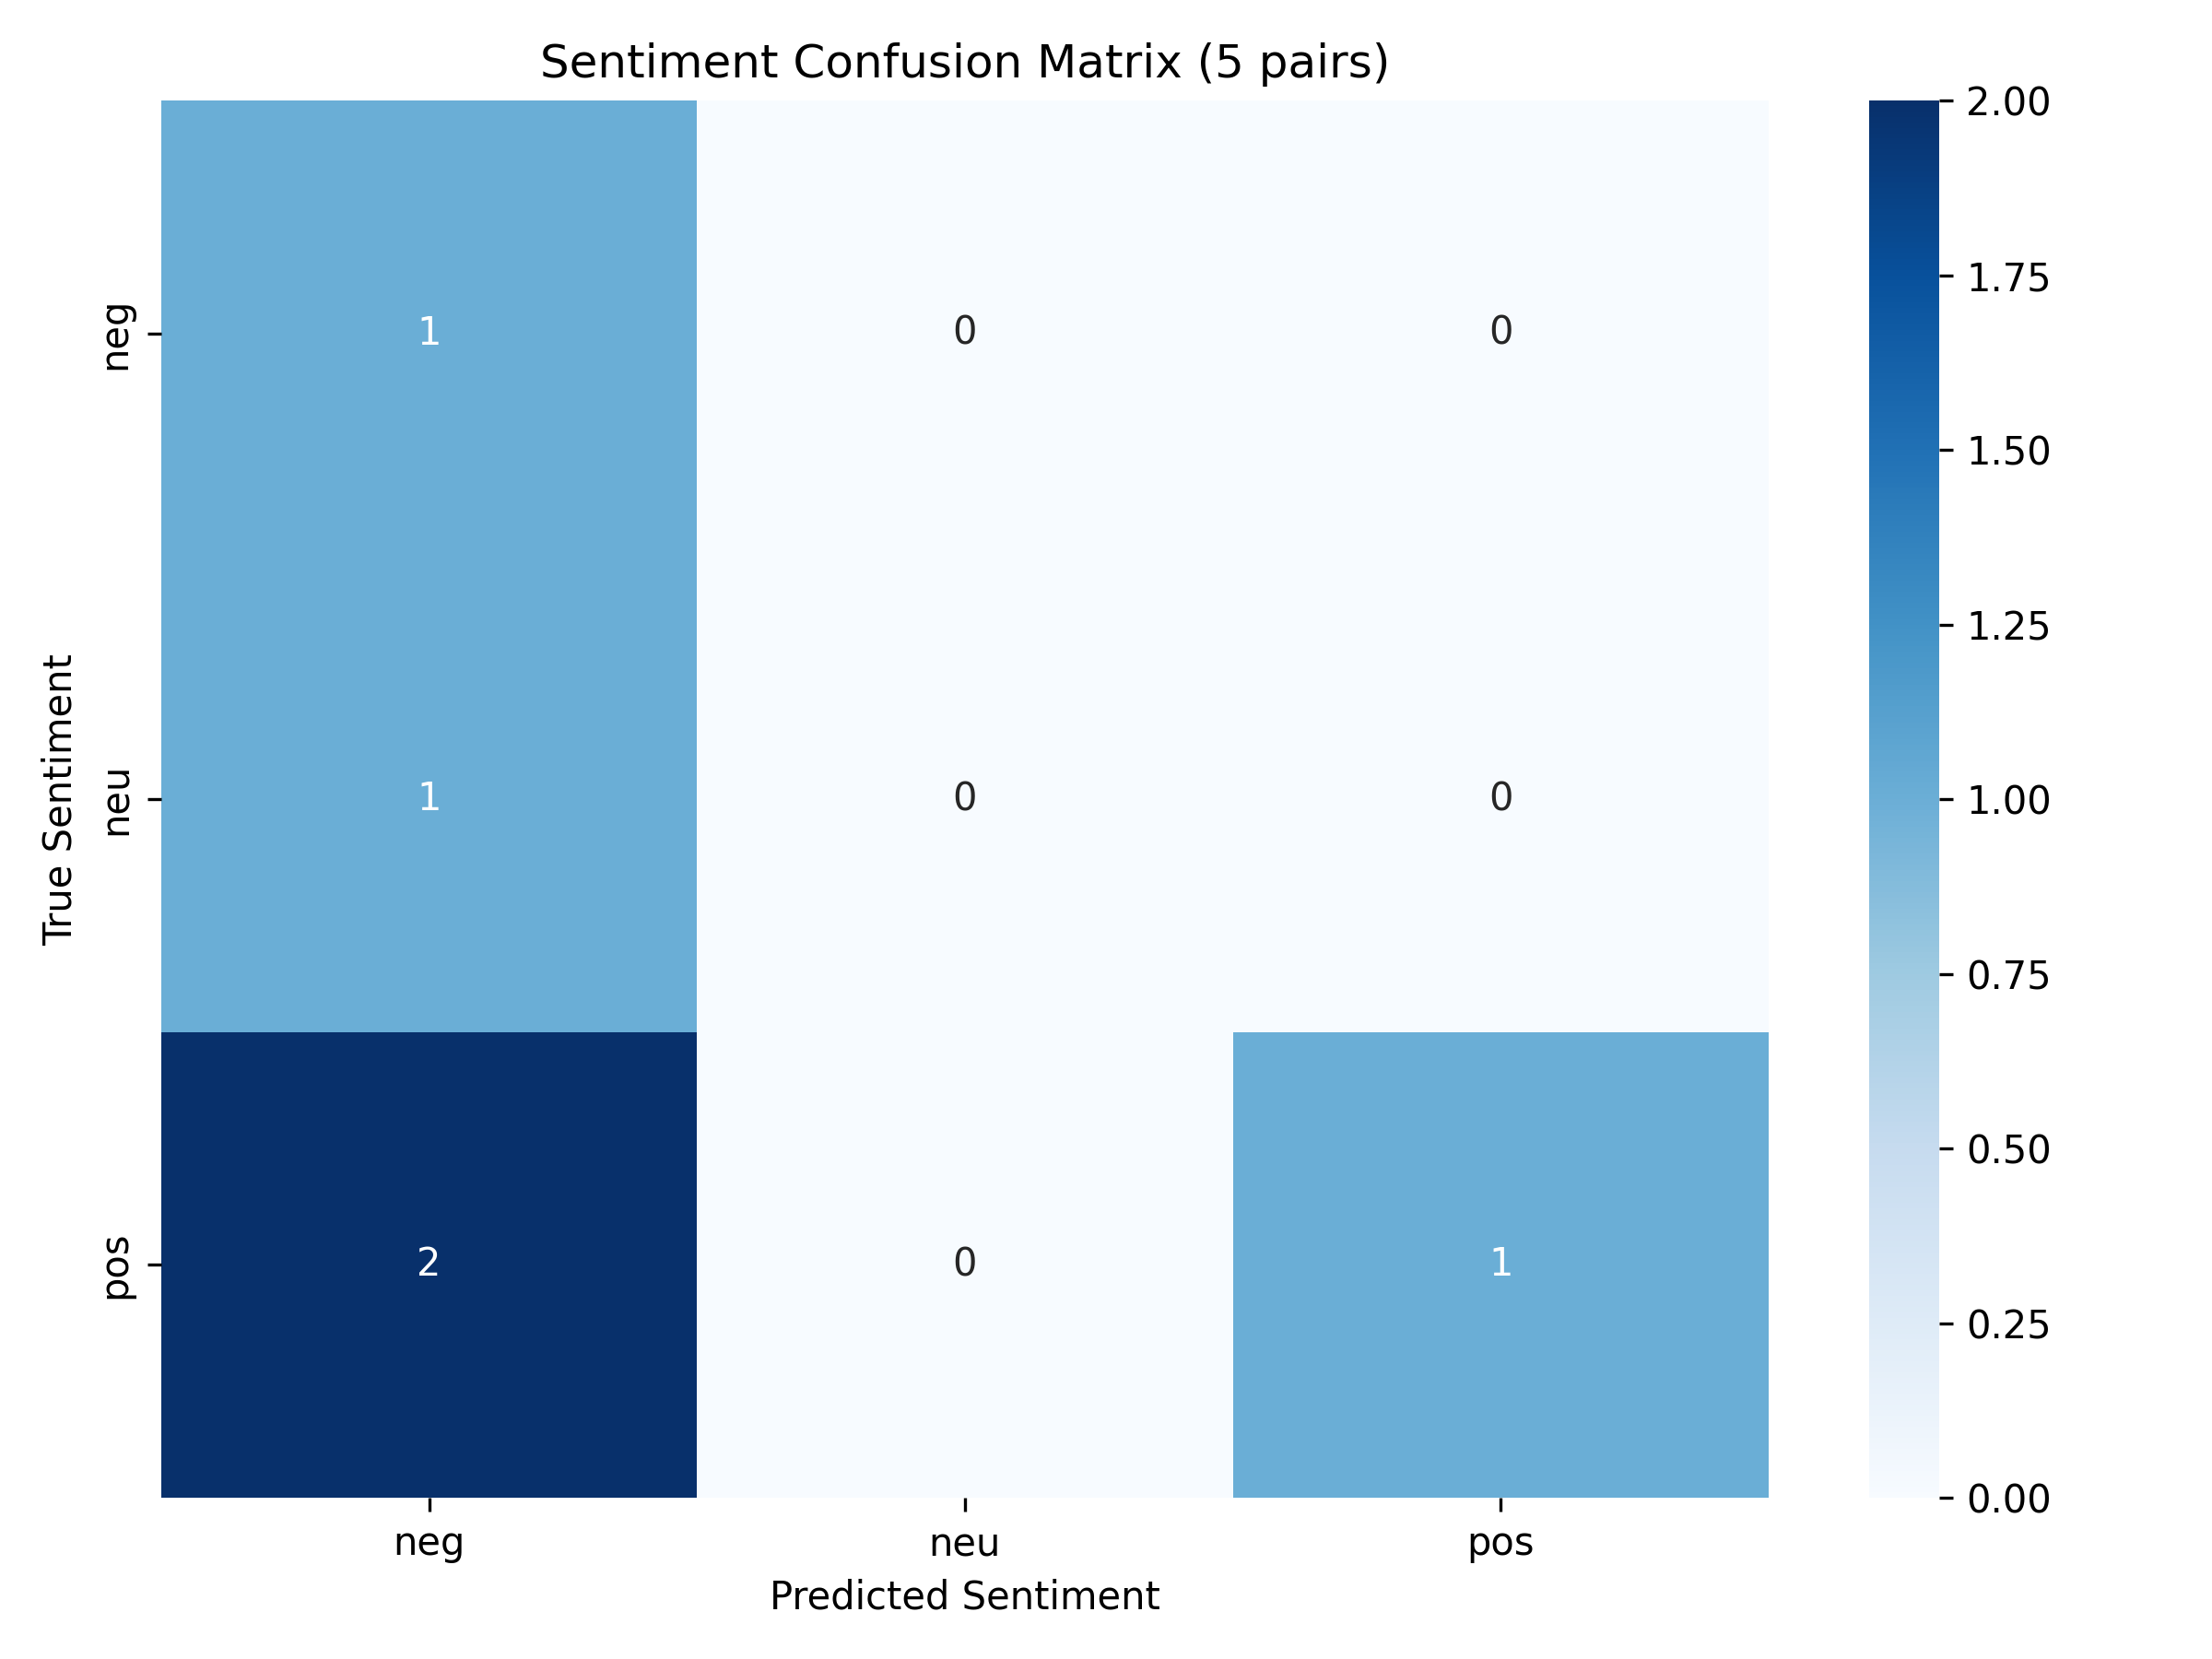 Sentiment Confusion Matrix (5 pairs)
True Sentiment
neg
1
0
0
neu
1
0
0
pos
2
0
1
neg
neu
pos
Predicted Sentiment
2.00
1.75
1.50
1.25
1.00
0.75
0.50
0.25
0.00